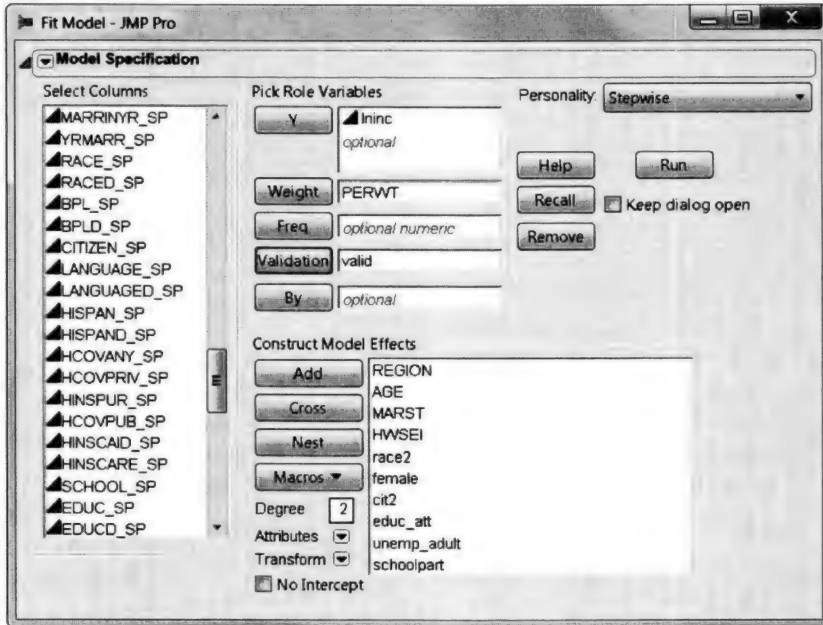 Fit Model - JMP Pro
Model Specification
Select Columns
MARRINYR_SP
YRMARR_SP
RACE_SP
RACED_SP
BPL_SP
BPLD_SP
CITIZEN_SP
LANGUAGE_SP
LANGUAGED_SP
HISPAN_SP
HISPAND_SP
HCOVANY_SP
HCOVPRIV_SP
HINSPUR_SP
HCOVPUB_SP
HINSCAID_SP
HINSCARE_SP
SCHOOL_SP
EDUC_SP
EDUCD_SP
Pick Role Variables
Y
lninc
optional
Weight
PERWT
Freq
optional numeric
Validation
valid
By
optional
Personality:
Stepwise
Help
Run
Recall
Keep dialog open
Remove
Construct Model Effects
Add
Cross
Nest
Macros
Degree 2
Attributes
Transform
No Intercept
REGION
AGE
MARST
HWSEI
race2
female
cit2
educ_att
unemp_adult
schoolpart